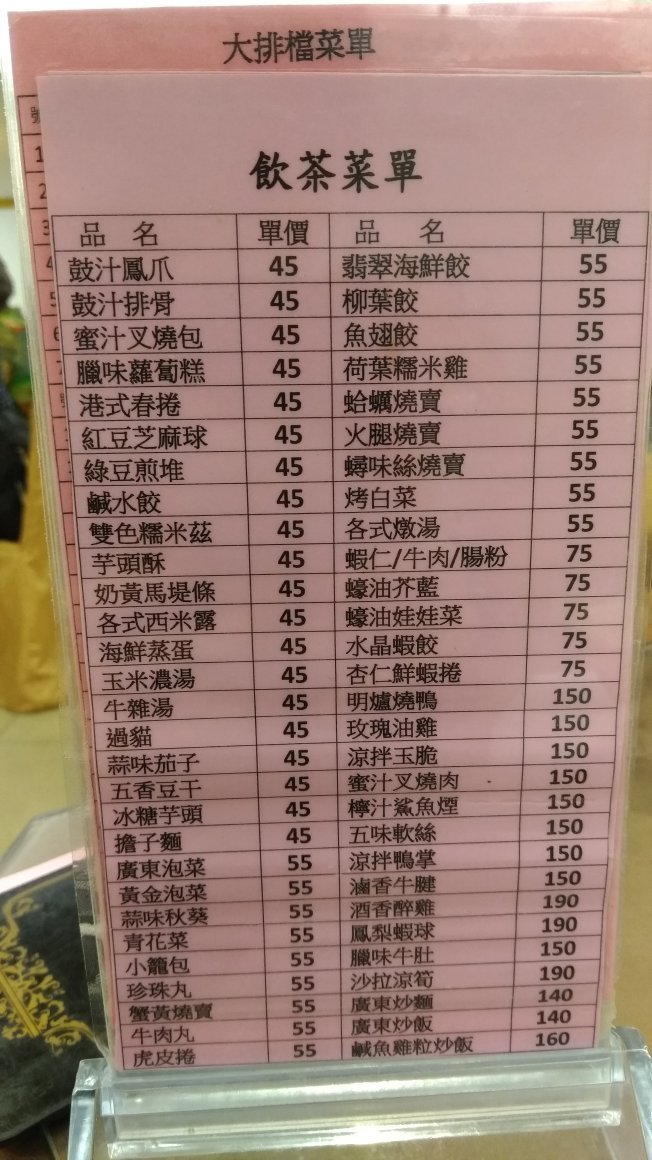 大排檔菜單
飲茶菜單
品 名 單價 品 名 單價
鼓汁鳳爪 45 翡翠海鮮餃 55
鼓汁排骨 45 柳葉餃 55
蜜汁叉燒包 45 魚翅餃 55
臘味蘿蔔糕 45 荷葉糯米雞 55
港式春捲 45 蛤蠣燒賣 55
紅豆芝麻球 45 火腿燒賣 55
綠豆煎堆 45 蟳味絲燒賣 55
鹹水餃 45 烤白菜 55
雙色糯米茲 45 各式燉湯 55
芋頭酥 45 蝦仁/牛肉/腸粉 75
奶黃馬堤條 45 蠔油芥藍 75
各式西米露 45 蠔油娃娃菜 75
海鮮蒸蛋 45 水晶蝦餃 75
玉米濃湯 45 杏仁鮮蝦捲 75
牛雜湯 45 明爐燒鴨 150
過貓 45 玫瑰油雞 150
蒜味茄子 45 涼拌玉脆 150
五香豆干 45 蜜汁叉燒肉 150
冰糖芋頭 45 檸汁鯊魚煙 150
擔子麵 45 五味軟絲 150
廣東泡菜 55 涼拌鴨掌 150
黃金泡菜 55 滷香牛腱 150
蒜味秋葵 55 酒香醉雞 190
青花菜 55 鳳梨蝦球 190
小籠包 55 臘味牛肚 150
珍珠丸 55 沙拉涼筍 190
蟹黃燒賣 55 廣東炒麵 140
牛肉丸 55 廣東炒飯 140
虎皮捲 55 鹹魚雞粒炒飯 160